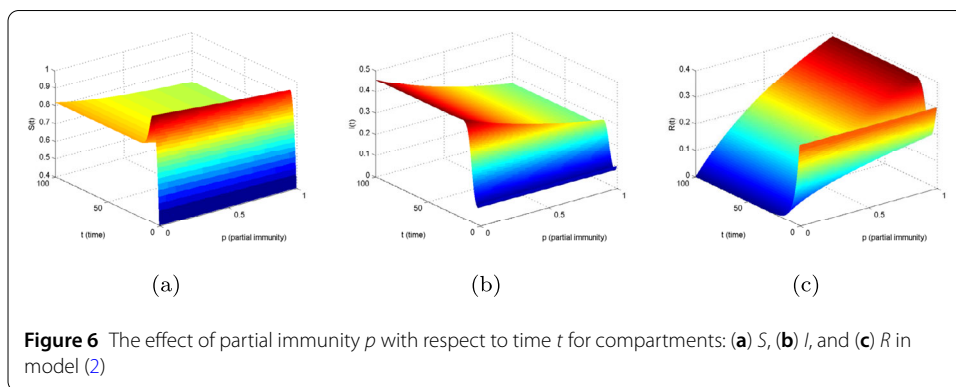 1
0.9
0.8
0.7
0.6
0.5
0.4
S(t)
100
50
0
t (time)
0
0.5
1
p (partial immunity)
(a)
0.5
0.4
0.3
0.2
0.1
0
I(t)
100
50
0
t (time)
0
0.5
1
p (partial immunity)
(b)
0.4
0.3
0.2
0.1
0
R(t)
100
50
0
t (time)
0
0.5
1
p (partial immunity)
(c)
Figure 6 The effect of partial immunity p with respect to time t for compartments: (a) S, (b) I, and (c) R in
model (2)